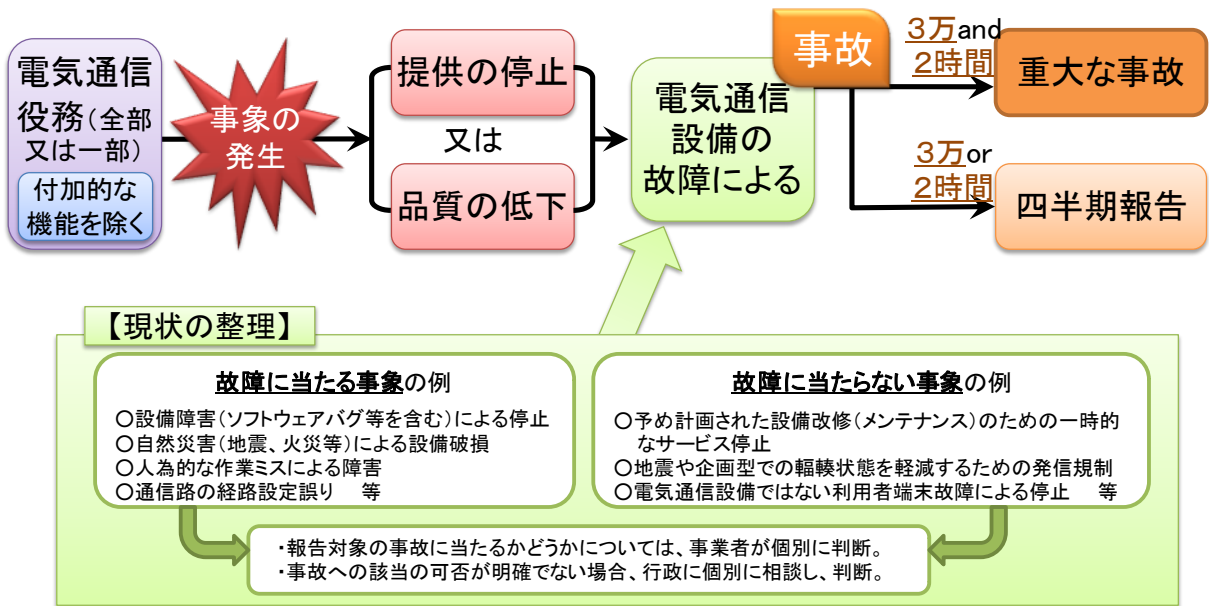 電気通信
役務(全部
又は一部)
付加的な
機能を除く
事象の
発生
提供の停止
又は
品質の低下
電気通信
設備の
故障による
事故
3万and
2時間
重大な事故
3万or
2時間
四半期報告
【現状の整理】
故障に当たる事象の例
○設備障害(ソフトウェアバグ等を含む)による停止
○自然災害(地震、火災等)による設備破損
○人為的な作業ミスによる障害
○通信路の経路設定誤り 等
故障に当たらない事象の例
○予め計画された設備改修(メンテナンス)のための一時的
なサービス停止
○地震や企画型での輻輳状態を軽減するための発信規制
○電気通信設備ではない利用者端末故障による停止 等
・報告対象の事故に当たるかどうかについては、事業者が個別に判断。
・事故への該当の可否が明確でない場合、行政に個別に相談し、判断。